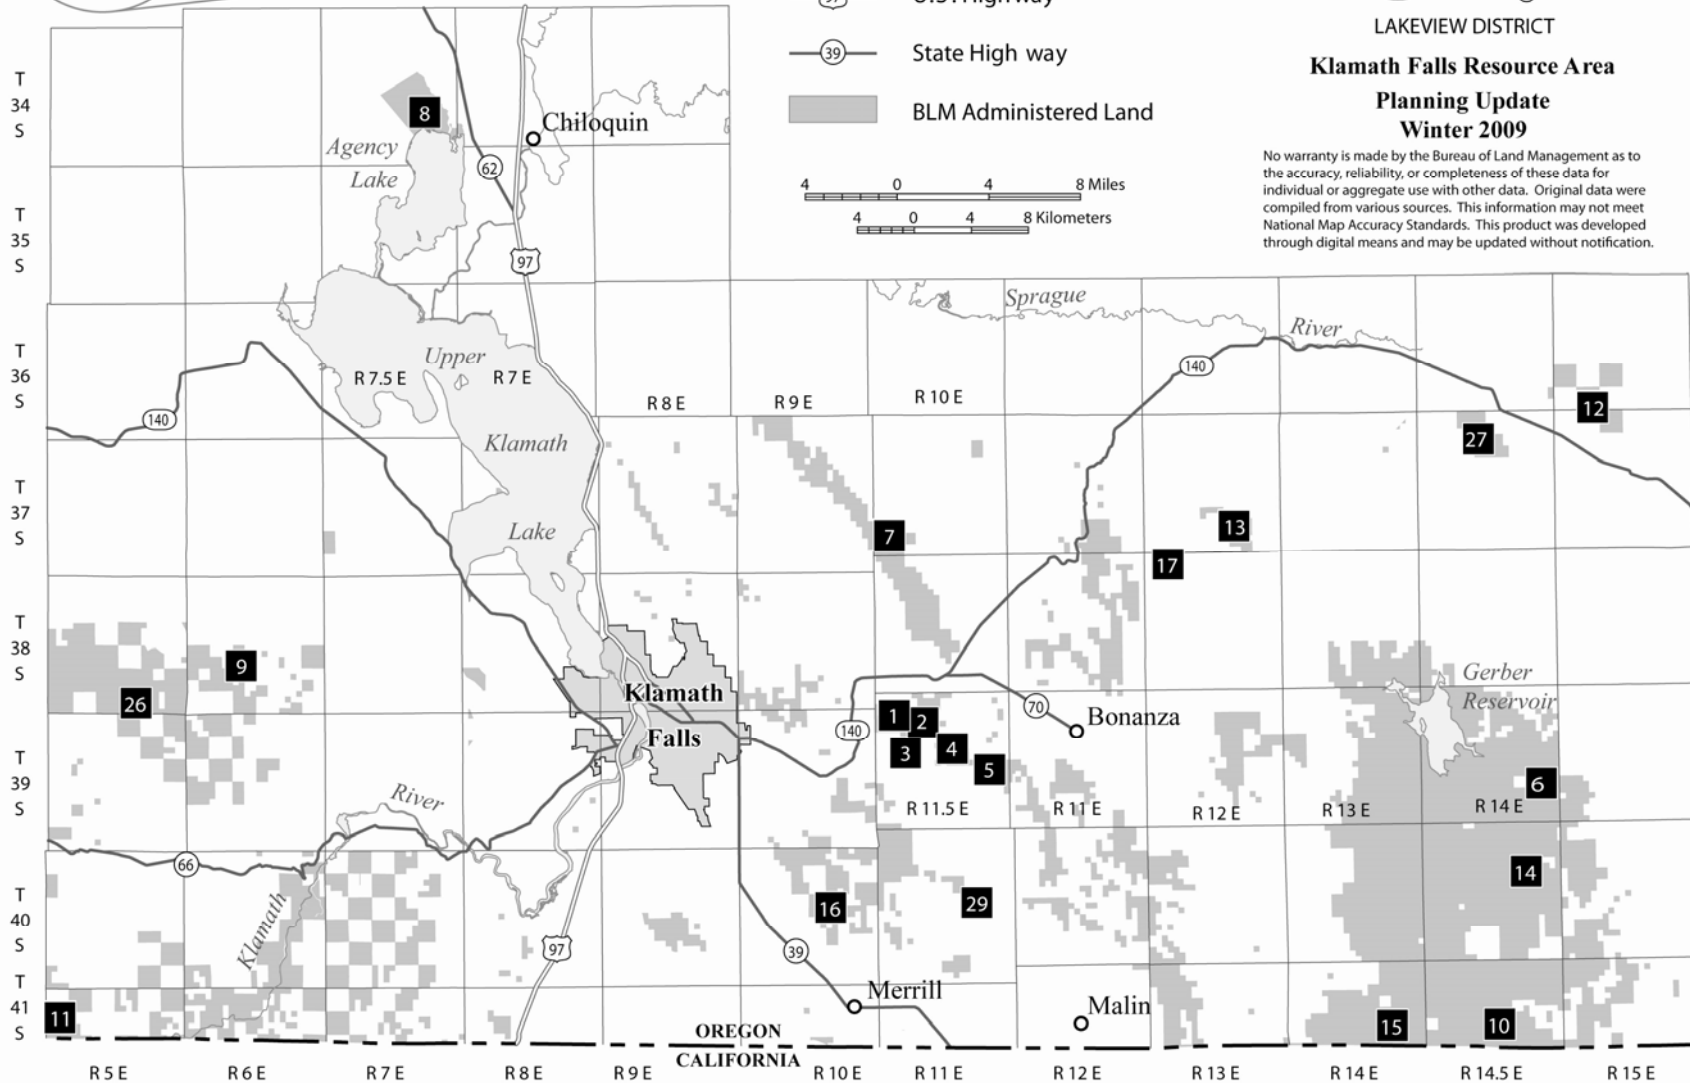 97
U.S. Highway
39
State High way
BLM Administered Land
4 0 4 8 Miles
4 0 4 8 Kilometers
LAKEVIEW DISTRICT
Klamath Falls Resource Area
Planning Update
Winter 2009
No warranty is made by the Bureau of Land Management as to
the accuracy, reliability, or completeness of these data for
individual or aggregate use with other data. Original data were
compiled from various sources. This information may not meet
National Map Accuracy Standards. This product was developed
through digital means and may be updated without notification.
T
34
S
8
Chiloquin
Agency
Lake
62
T
35
S
97
Sprague
River
T
36
S
Upper
R 7.5 E
R 7 E
R 8 E
R 9 E
R 10 E
140
140
12
27
Klamath
T
37
S
Lake
7
13
17
T
38
S
9
26
Klamath
Falls
Gerber
Reservoir
70
Bonanza
140
1
2
3
4
5
6
T
39
S
River
R 11.5 E
R 11 E
R 12 E
R 13 E
R 14 E
66
14
T
40
S
Klamath
16
29
97
39
T
41
S
11
Merrill
Malin
15
10
OREGON
CALIFORNIA
R 5 E
R 6 E
R 7 E
R 8 E
R 9 E
R 10 E
R 11 E
R 12 E
R 13 E
R 14 E
R 14.5 E
R 15 E